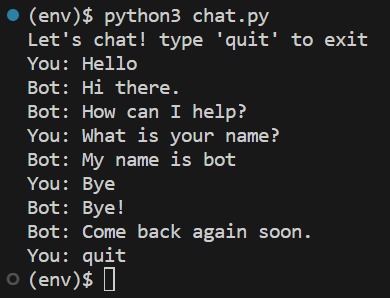 (env)$ python3 chat.py
Let's chat! type 'quit' to exit
You: Hello
Bot: Hi there.
Bot: How can I help?
You: What is your name?
Bot: My name is bot
You: Bye
Bot: Bye!
Bot: Come back again soon.
You: quit
(env)$